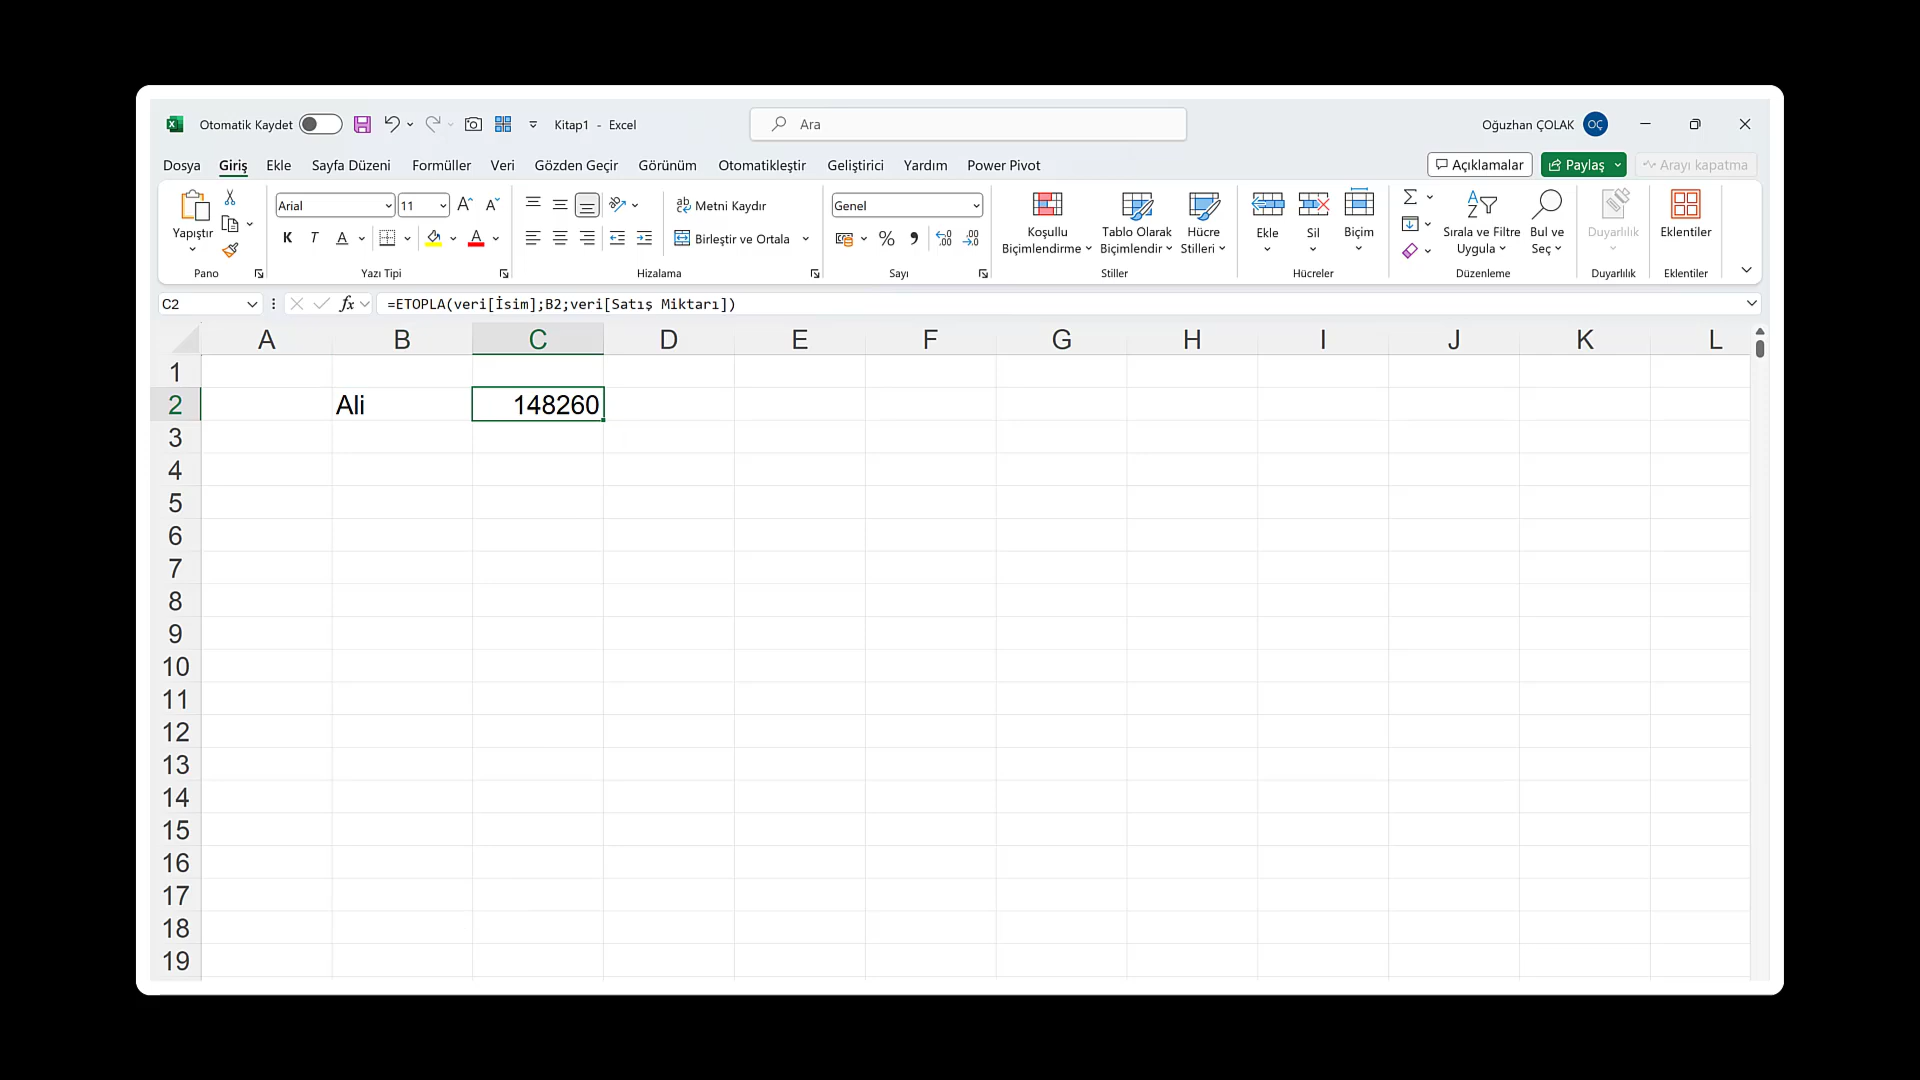 Otomatik Kaydet
Kitap1 - Excel
Ara
Oğuzhan ÇOLAK OÇ
Dosya Giriş Ekle Sayfa Düzeni Formüller Veri Gözden Geçir Görünüm Otomatikleştir Geliştirici Yardım Power Pivot
Açıklamalar Paylaş Arayı kapatma
Yapıştır
Pano
Arial 11
K T A
Yazı Tipi
Metni Kaydır
Birleştir ve Ortala
Hizalama
Genel
Sayı
Koşullu Biçimlendirme
Tablo Olarak Biçimlendir
Hücre Stilleri
Stiller
Ekle Sil Biçim
Hücreler
Sırala ve Filtre Uygula
Bul ve Seç
Düzenleme
Duyarlılık
Duyarlılık
Eklentiler
Eklentiler
C2 fx =ETOPLA(veri[İsim];B2;veri[Satış Miktarı])
A B C D E F G H I J K L
1
2 Ali 148260
3
4
5
6
7
8
9
10
11
12
13
14
15
16
17
18
19